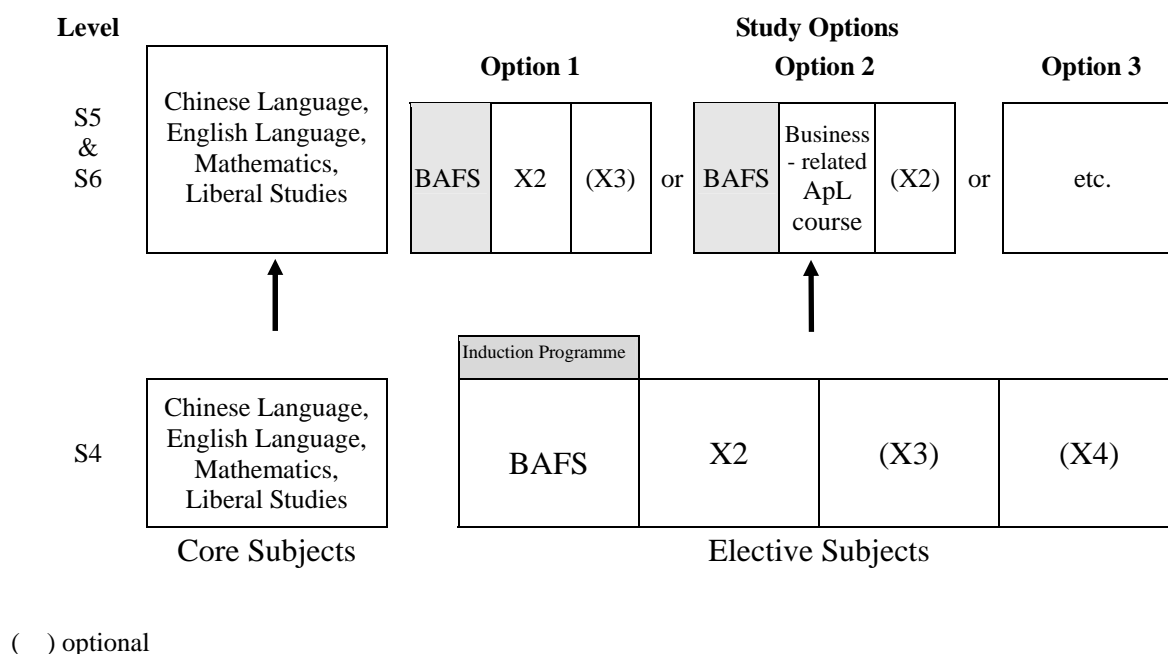 Level
Study Options
Option 1
Option 2
Option 3
S5
&
S6
Chinese Language,
English Language,
Mathematics,
Liberal Studies
BAFS
X2
(X3)
or
BAFS
Business
- related
ApL
course
(X2)
or
etc.
Induction Programme
S4
Chinese Language,
English Language,
Mathematics,
Liberal Studies
BAFS
X2
(X3)
(X4)
Core Subjects
Elective Subjects
( ) optional